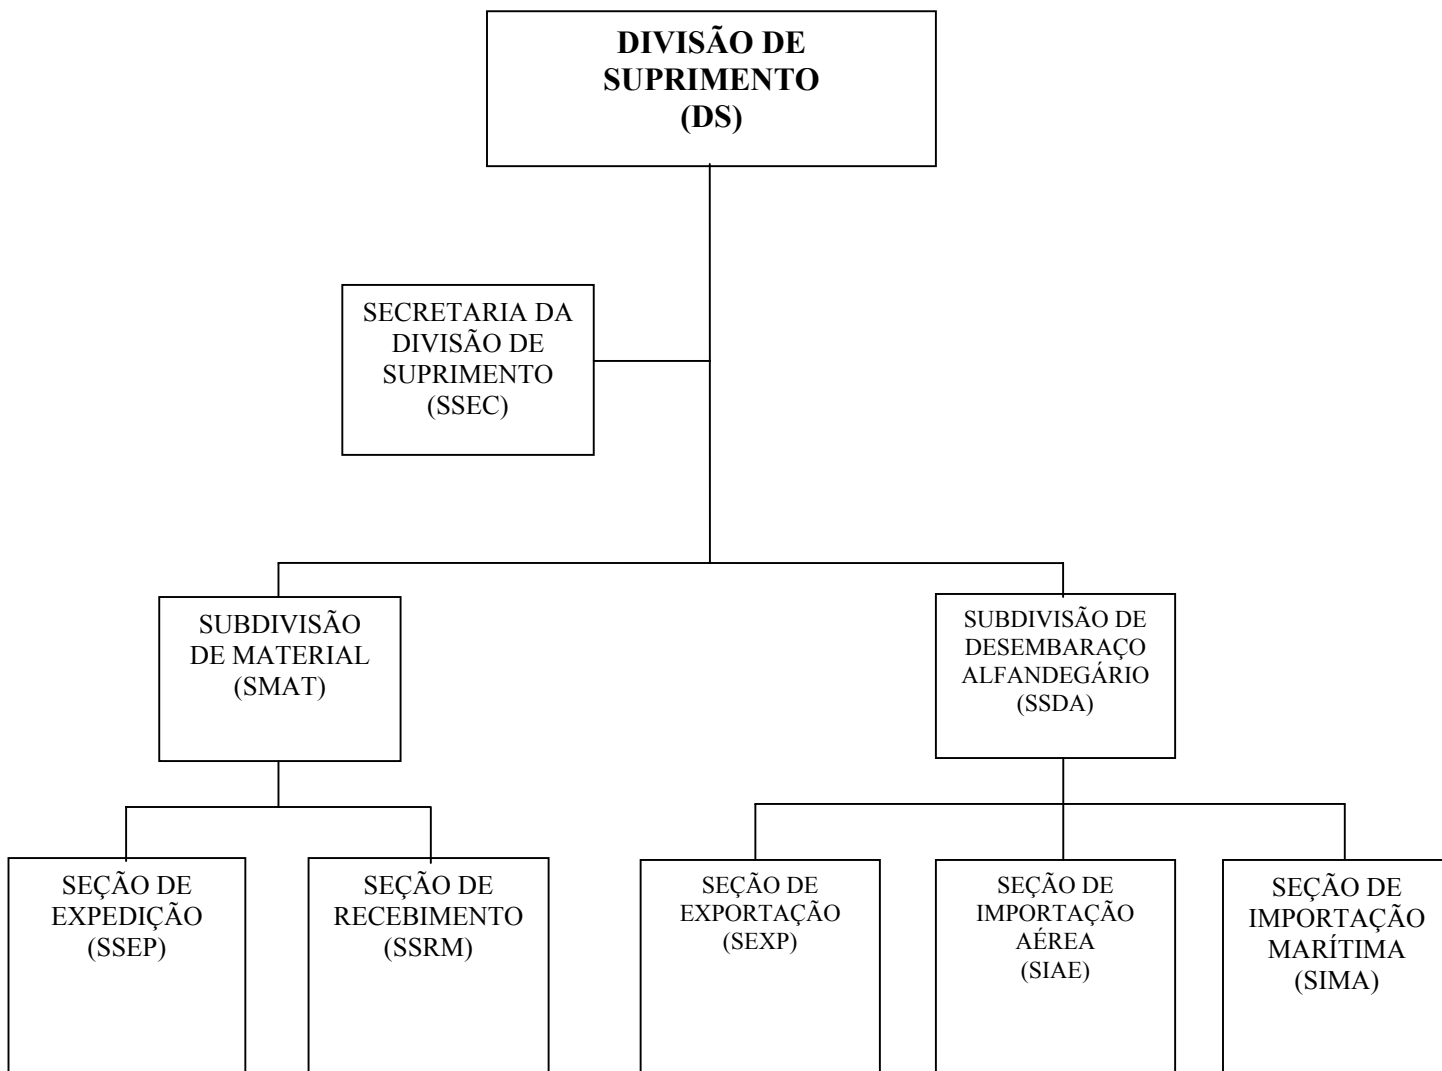 DIVISÃO DE
SUPRIMENTO
(DS)
SECRETARIA DA
DIVISÃO DE
SUPRIMENTO
(SSEC)
SUBDIVISÃO
DE MATERIAL
(SMAT)
SUBDIVISÃO DE
DESEMBARAÇO
ALFANDEGÁRIO
(SSDA)
SEÇÃO DE
EXPEDIÇÃO
(SSEP)
SEÇÃO DE
RECEBIMENTO
(SSRM)
SEÇÃO DE
EXPORTAÇÃO
(SEXP)
SEÇÃO DE
IMPORTAÇÃO
AÉREA
(SIAE)
SEÇÃO DE
IMPORTAÇÃO
MARÍTIMA
(SIMA)